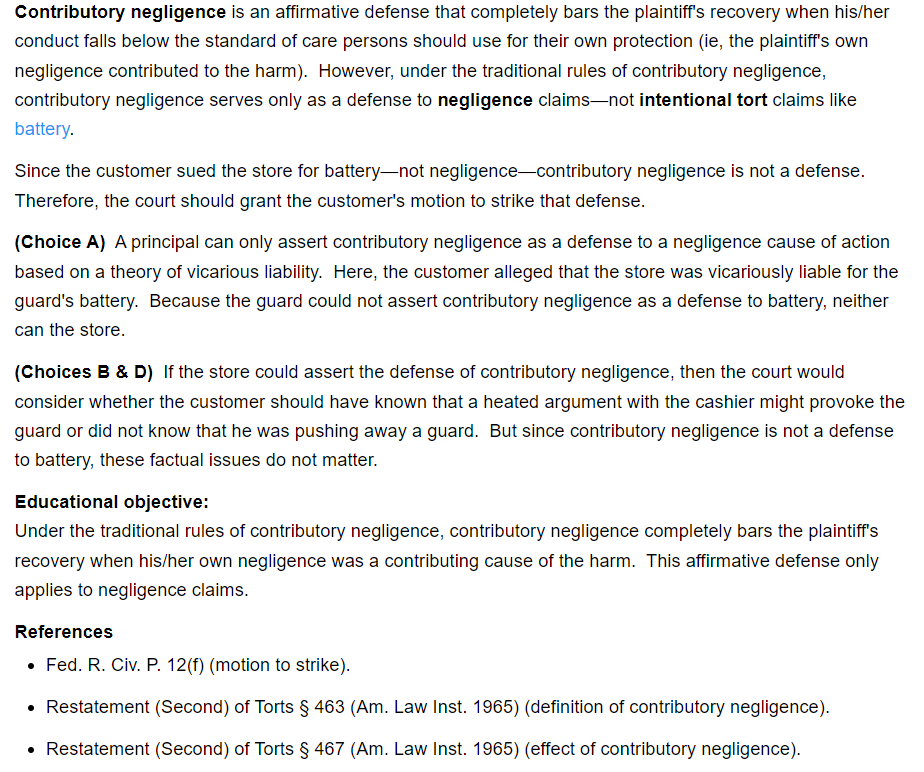 Contributory negligence is an affirmative defense that completely bars the plaintiff's recovery when his/her
conduct falls below the standard of care persons should use for their own protection (ie, the plaintiff's own
negligence contributed to the harm).  However, under the traditional rules of contributory negligence,
contributory negligence serves only as a defense to negligence claims—not intentional tort claims like
battery.
Since the customer sued the store for battery—not negligence—contributory negligence is not a defense.
Therefore, the court should grant the customer's motion to strike that defense.
(Choice A)  A principal can only assert contributory negligence as a defense to a negligence cause of action
based on a theory of vicarious liability.  Here, the customer alleged that the store was vicariously liable for the
guard's battery.  Because the guard could not assert contributory negligence as a defense to battery, neither
can the store.
(Choices B & D)  If the store could assert the defense of contributory negligence, then the court would
consider whether the customer should have known that a heated argument with the cashier might provoke the
guard or did not know that he was pushing away a guard.  But since contributory negligence is not a defense
to battery, these factual issues do not matter.
Educational objective:
Under the traditional rules of contributory negligence, contributory negligence completely bars the plaintiff's
recovery when his/her own negligence was a contributing cause of the harm.  This affirmative defense only
applies to negligence claims.
References
• Fed. R. Civ. P. 12(f) (motion to strike).
• Restatement (Second) of Torts § 463 (Am. Law Inst. 1965) (definition of contributory negligence).
• Restatement (Second) of Torts § 467 (Am. Law Inst. 1965) (effect of contributory negligence).